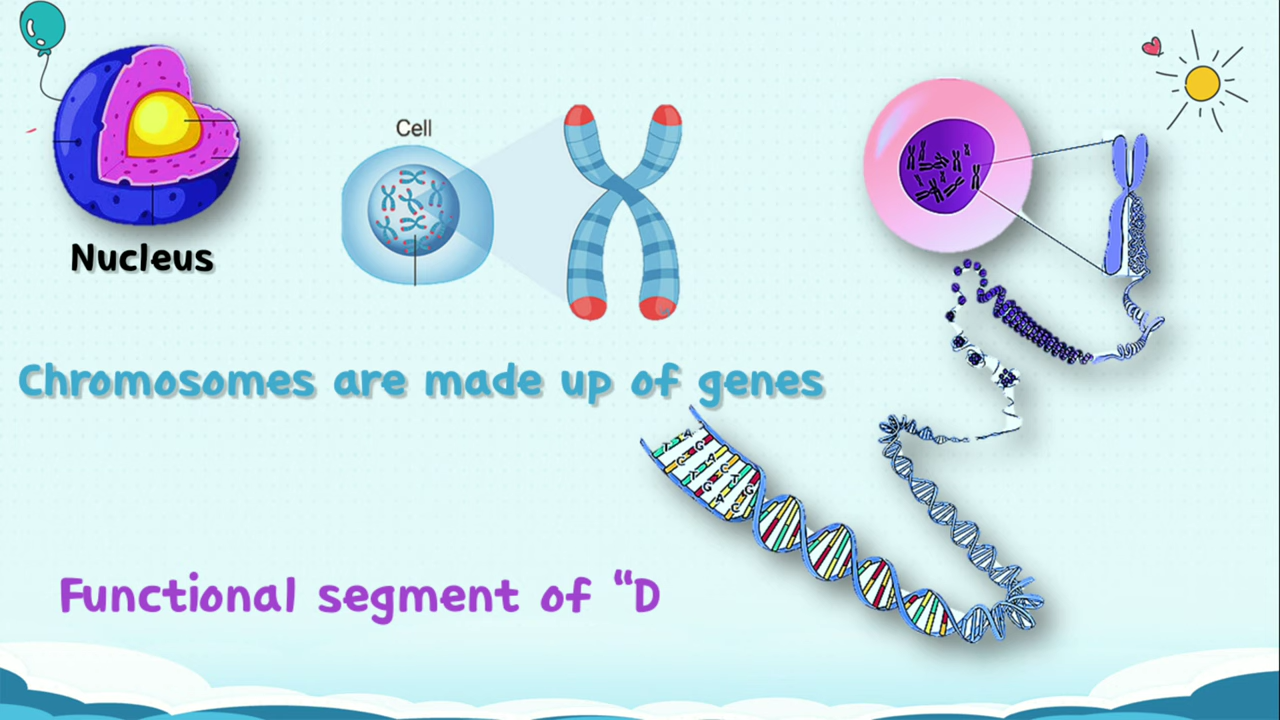 Cell
Nucleus
Chromosomes are made up of genes
Functional segment of “D